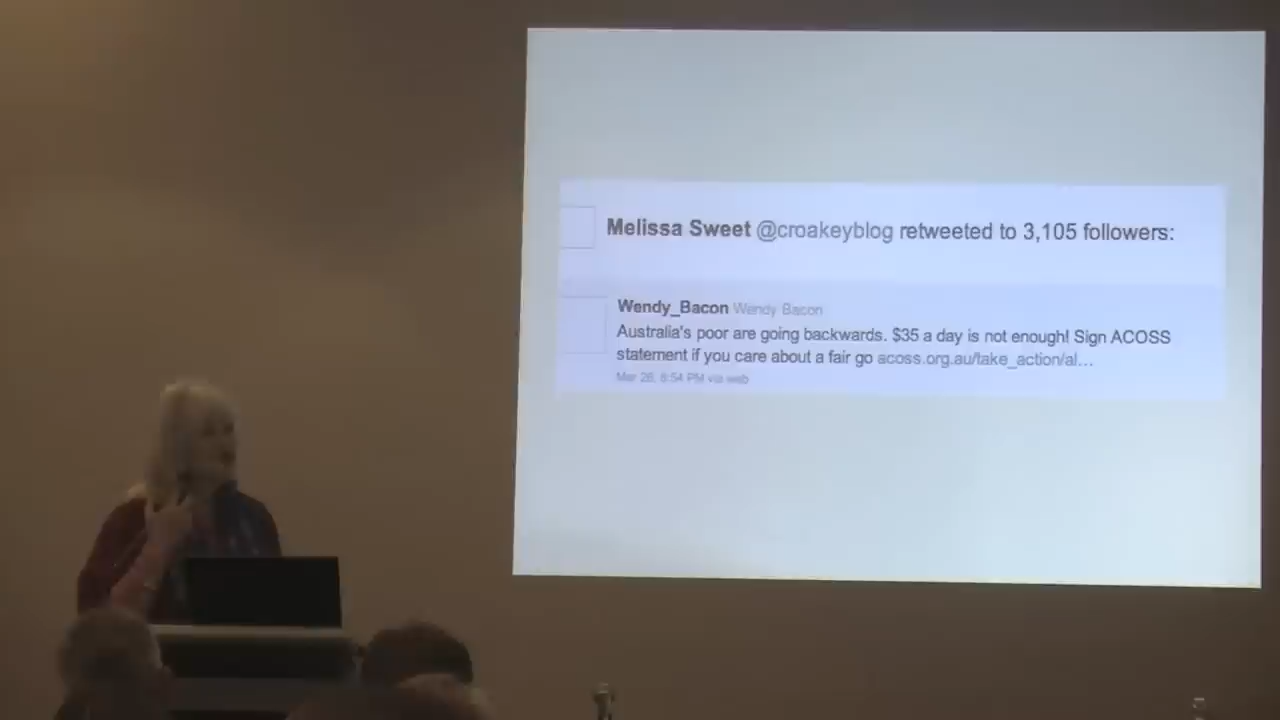 Melissa Sweet @croakeyblog retweeted to 3,105 followers:
Wendy_Bacon Wendy Bacon
Australia's poor are going backwards. $35 a day is not enough! Sign ACOSS
statement if you care about a fair go acoss.org.au/take_action/al...
Mar 26, 8:54 PM via web